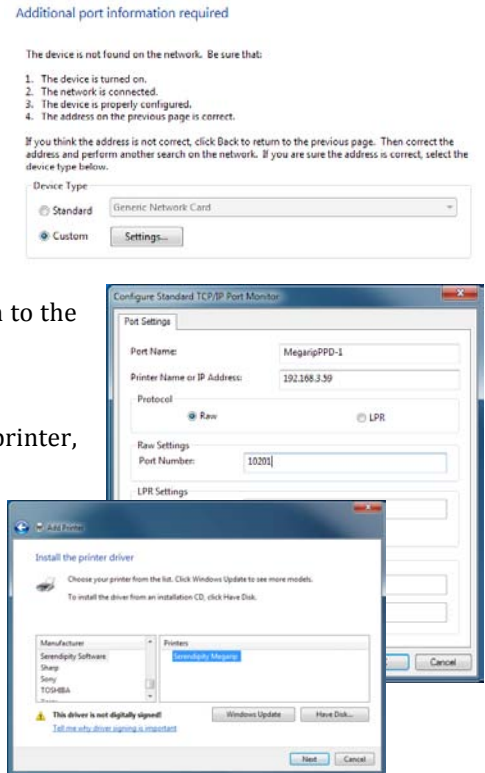 Additional port information required
The device is not found on the network. Be sure that:
1. The device is turned on.
2. The network is connected.
3. The device is properly configured.
4. The address on the previous page is correct.
If you think the address is not correct, click Back to return to the previous page. Then correct the
address and perform another search on the network. If you are sure the address is correct, select the
device type below.
Device Type
Standard
Generic Network Card
Custom
Settings...
to the
printer,
Configure Standard TCP/IP Port Monitor
Port Settings
Port Name:
MegaripPPD-1
Printer Name or IP Address:
192.168.3.59
Protocol
Raw
LPR
Raw Settings
Port Number:
10201
LPR Settings
Cancel
Add Printer
Install the printer driver
Choose your printer from the list. Click Windows Update to see more models.
To install the driver from an installation CD, click Have Disk.
Manufacturer
Printers
Serendipity Software
Serendipity Megarip
Sharp
Sony
TOSHIBA
This driver is not digitally signed!
Windows Update
Have Disk...
Tell me why driver signing is important
Next
Cancel